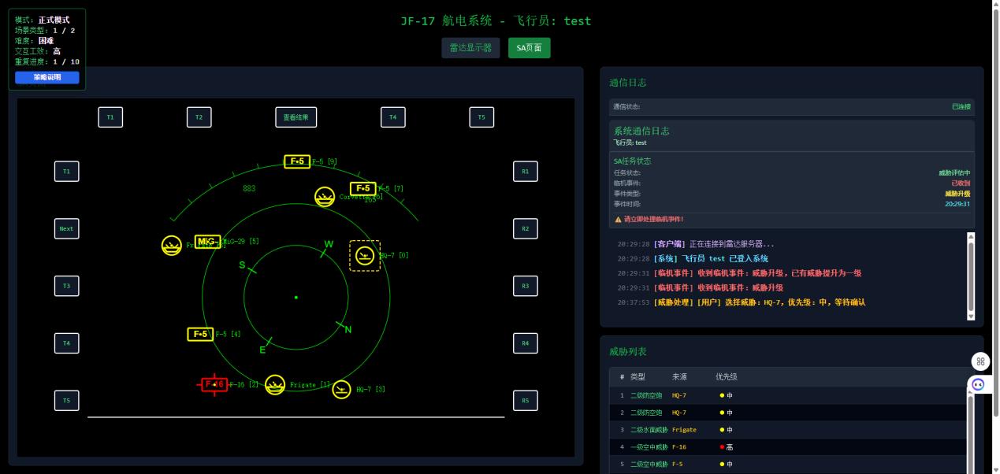 模式: 正式模式
场景类型: 1 / 2
难度: 困难
交互工效: 高
重复进度: 1 / 10
策略说明
JF-17 航电系统 - 飞行员: test
雷达显示器
SA页面
T1
T2
查看结果
T4
T5
T1
Next
T3
T4
T5
R1
R2
R3
R4
R5
883
F-5
F-5 [9]
F-5
F-5 [7]
MiG-
MiG-29 [5]
HQ-7 [0]
W
S
N
E
F-5
F-5 [4]
F-16
F-16 [2]
Frigate [1]
HQ-7 [3]
通信日志
通信状态:
已连接
系统通信日志
飞行员: test
SA任务状态
任务状态:
威胁评估中
临机事件:
已收到
事件类型:
威胁升级
事件时间:
20:29:31
请立即处理临机事件!
20:29:28 [客户端] 正在连接到雷达服务器...
20:29:28 [系统] 飞行员 test 已登入系统
20:29:31 [临机事件] 收到临机事件: 威胁升级, 已有威胁提升为一级
20:29:31 [临机事件] 收到临机事件: 威胁升级
20:37:53 [威胁处理] [用户] 选择威胁: HQ-7, 优先级: 中, 等待确认
威胁列表
# 类型 来源 优先级
1 二级防空炮 HQ-7 中
2 二级防空炮 HQ-7 中
3 二级水面威胁 Frigate 中
4 一级空中威胁 F-16 高
5 二级空中威胁 F-5 中